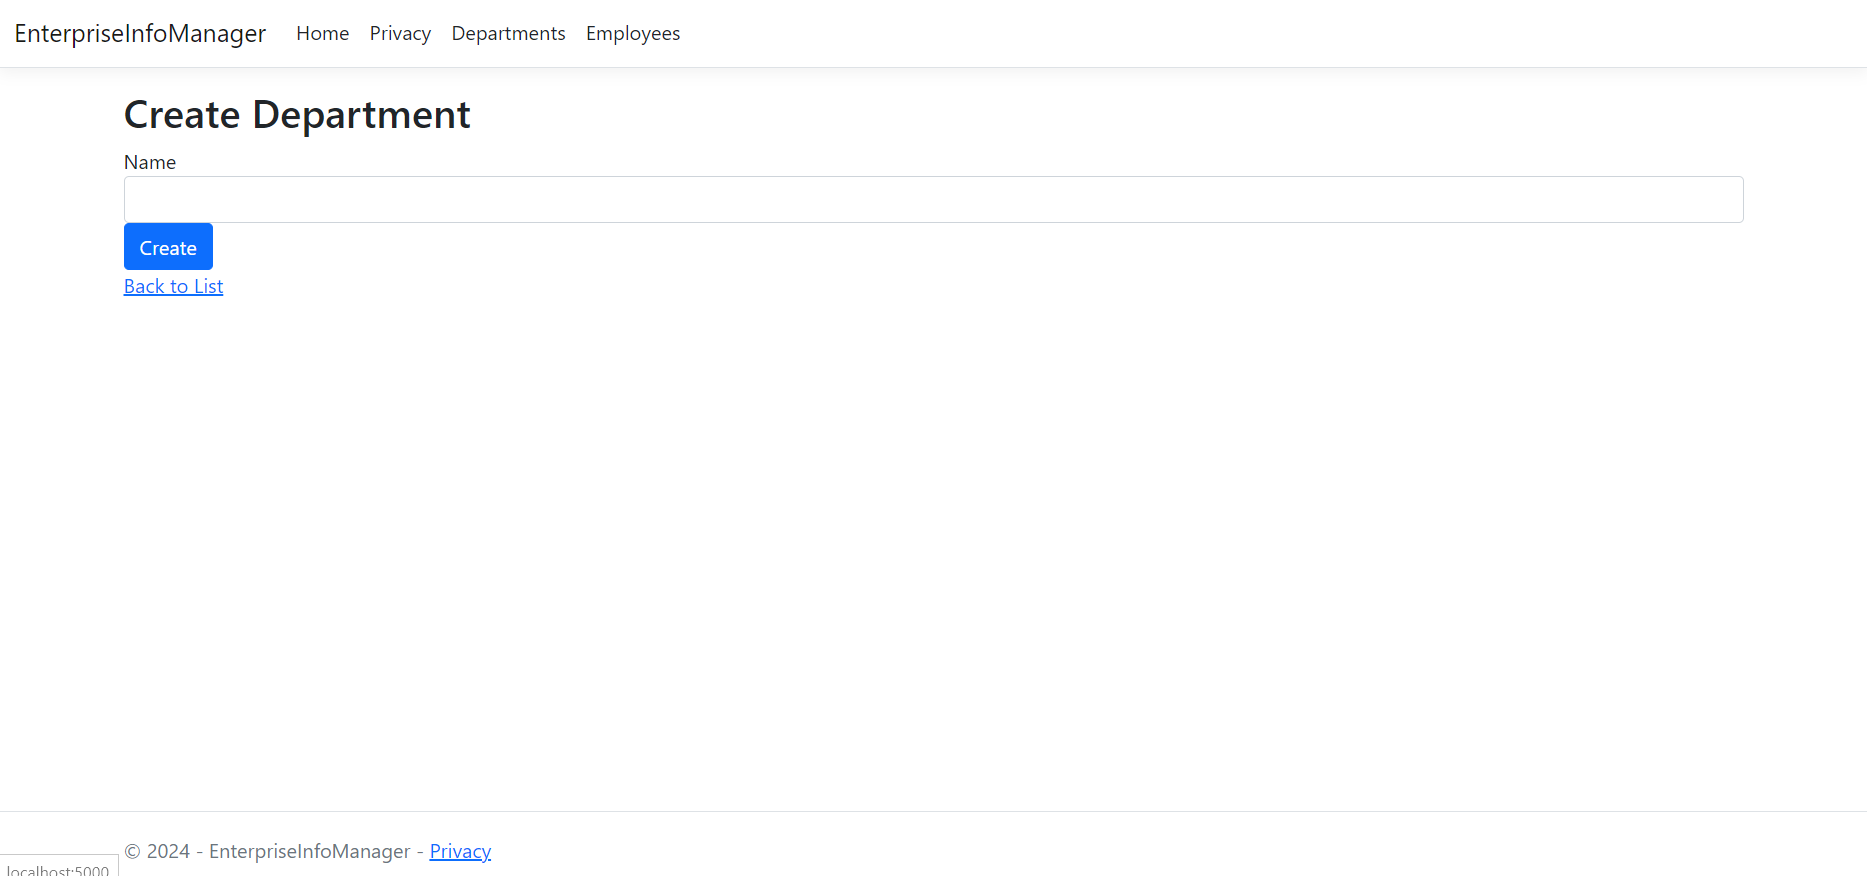 EnterpriseInfoManager Home Privacy Departments Employees
Create Department
Name
Create
Back to List
© 2024 - EnterpriseInfoManager - Privacy
localhost:5000